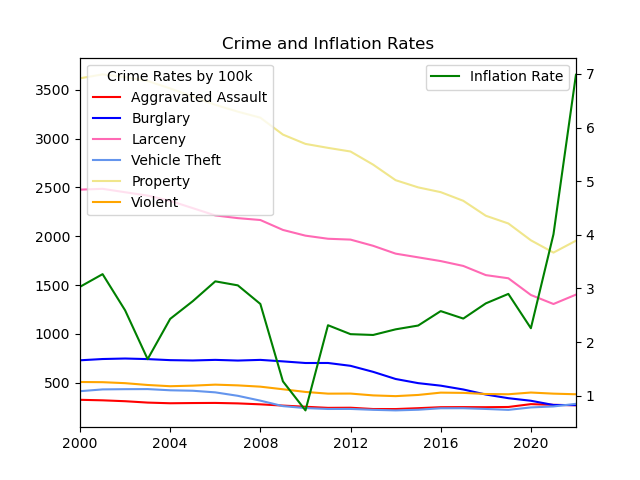 Crime and Inflation Rates
Crime Rates by 100k
Aggravated Assault
Burglary
Larceny
Vehicle Theft
Property
Violent
Inflation Rate
3500
3000
2500
2000
1500
1000
500
7
6
5
4
3
2
1
2000 2004 2008 2012 2016 2020